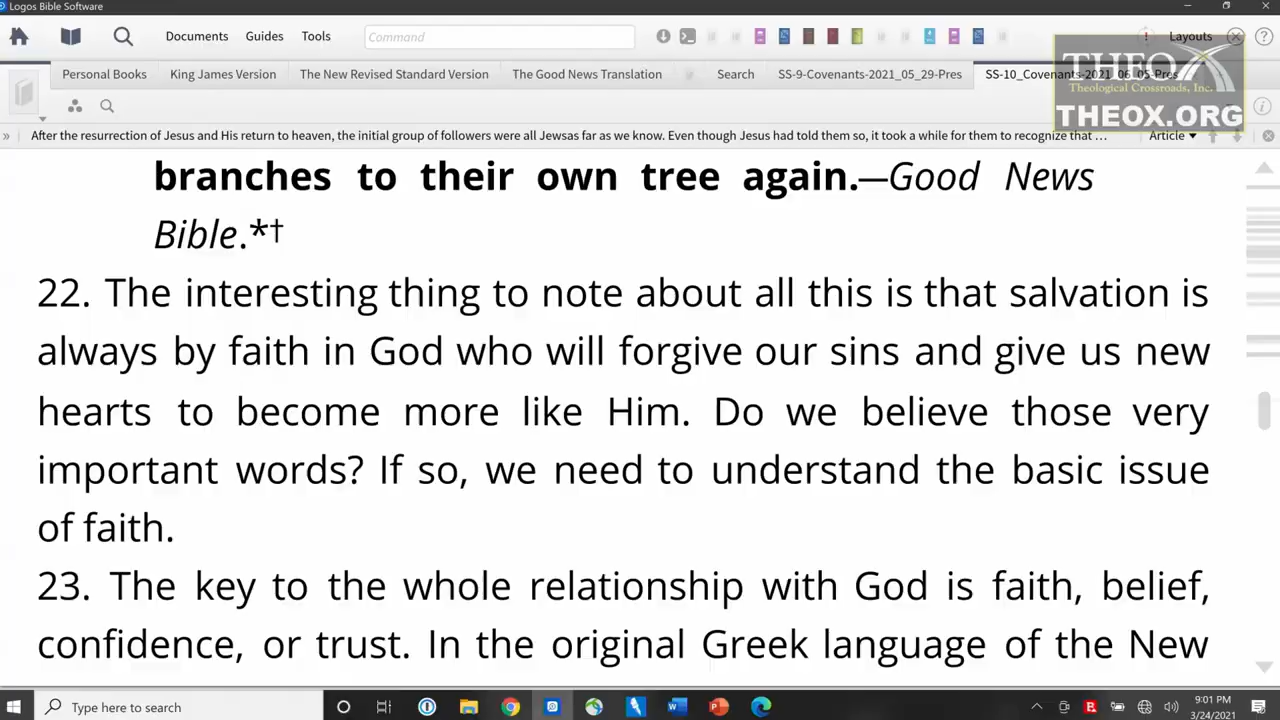 Logos Bible Software
Documents Guides Tools Command Layouts
Personal Books King James Version The New Revised Standard Version The Good News Translation Search SS-9-Covenants-2021_05_29-Pres SS-10_Covenants-2021_06_05-Pres
THEOX
Theological Crossroads, Inc.
THEOX.ORG
» After the resurrection of Jesus and His return to heaven, the initial group of followers were all Jewsas far as we know. Even though Jesus had told them so, it took a while for them to recognize that ... Article
branches to their own tree again.—Good News
Bible.*†
22. The interesting thing to note about all this is that salvation is
always by faith in God who will forgive our sins and give us new
hearts to become more like Him. Do we believe those very
important words? If so, we need to understand the basic issue
of faith.
23. The key to the whole relationship with God is faith, belief,
confidence, or trust. In the original Greek language of the New
Type here to search
9:01 PM
3/24/2021